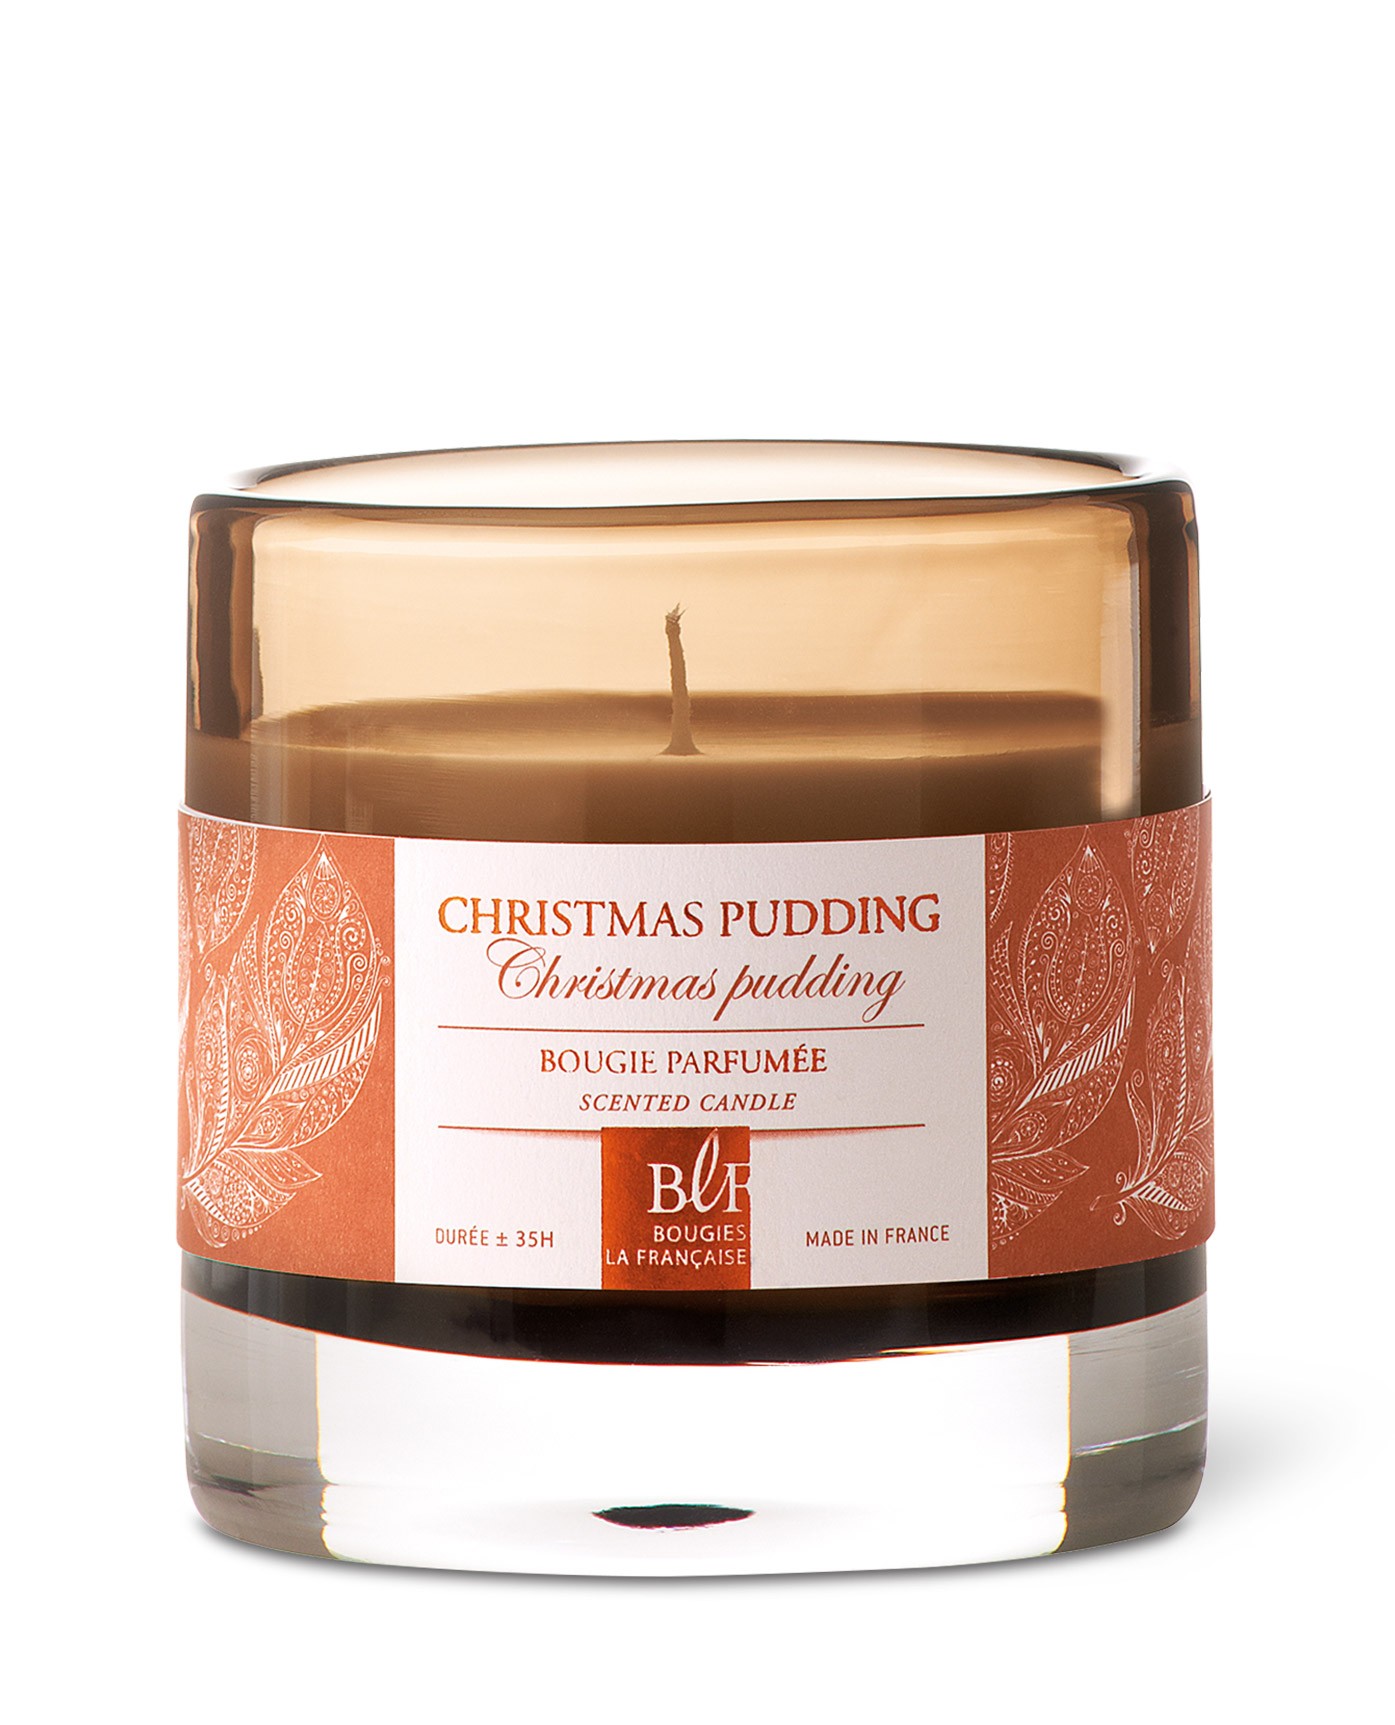 CHRISTMAS PUDDING
Christmas pudding
BOUGIE PARFUMÉE
SCENTED CANDLE
BlF
BOUGIES
LA FRANÇAISE
DURÉE ± 35H
MADE IN FRANCE